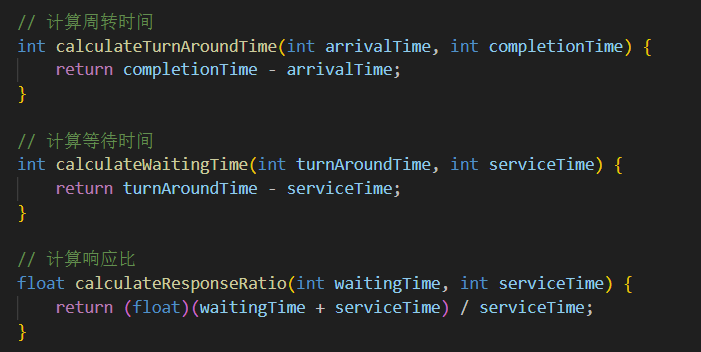 // 计算周转时间
int calculateTurnAroundTime(int arrivalTime, int completionTime) {
    return completionTime - arrivalTime;
}

// 计算等待时间
int calculateWaitingTime(int turnAroundTime, int serviceTime) {
    return turnAroundTime - serviceTime;
}

// 计算响应比
float calculateResponseRatio(int waitingTime, int serviceTime) {
    return (float)(waitingTime + serviceTime) / serviceTime;
}